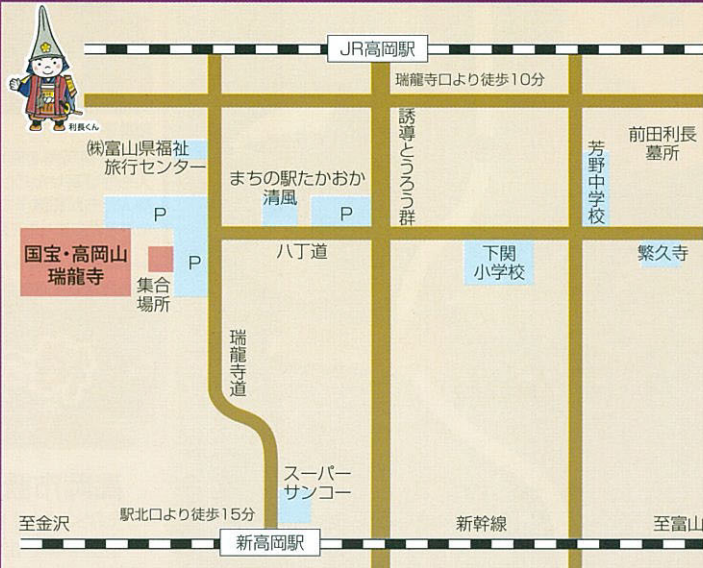 JR高岡駅
瑞龍寺口より徒歩10分
利長くん
㈱富山県福祉
旅行センター
まちの駅たかおか
清風
誘導とうろう群
芳野中学校
前田利長
墓所
P
P
P
国宝・高岡山
瑞龍寺
集合
場所
八丁道
下関
小学校
繁久寺
瑞龍寺道
スーパー
サンコー
駅北口より徒歩15分
至金沢
新幹線
至富山
新高岡駅